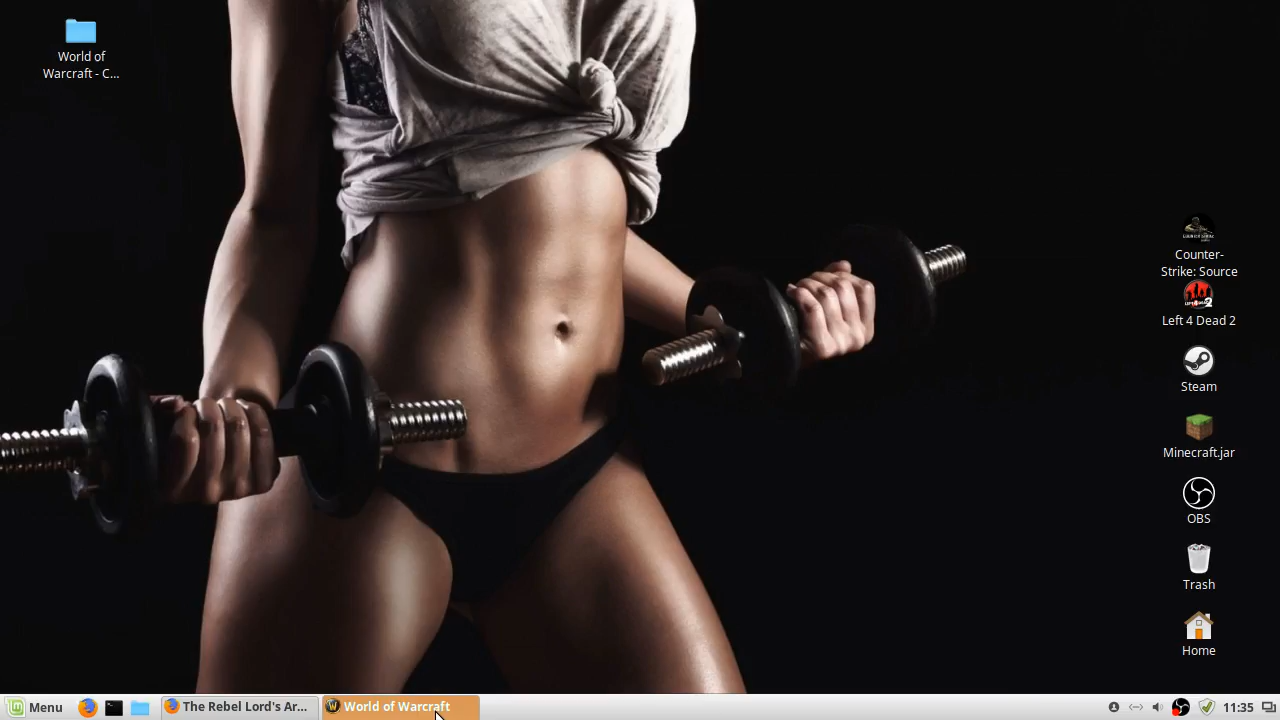 World of
Warcraft - C...
Counter-
Strike: Source
Left 4 Dead 2
Steam
Minecraft.jar
OBS
Trash
Home
Menu
The Rebel Lord's Ar...
World of Warcraft
11:35